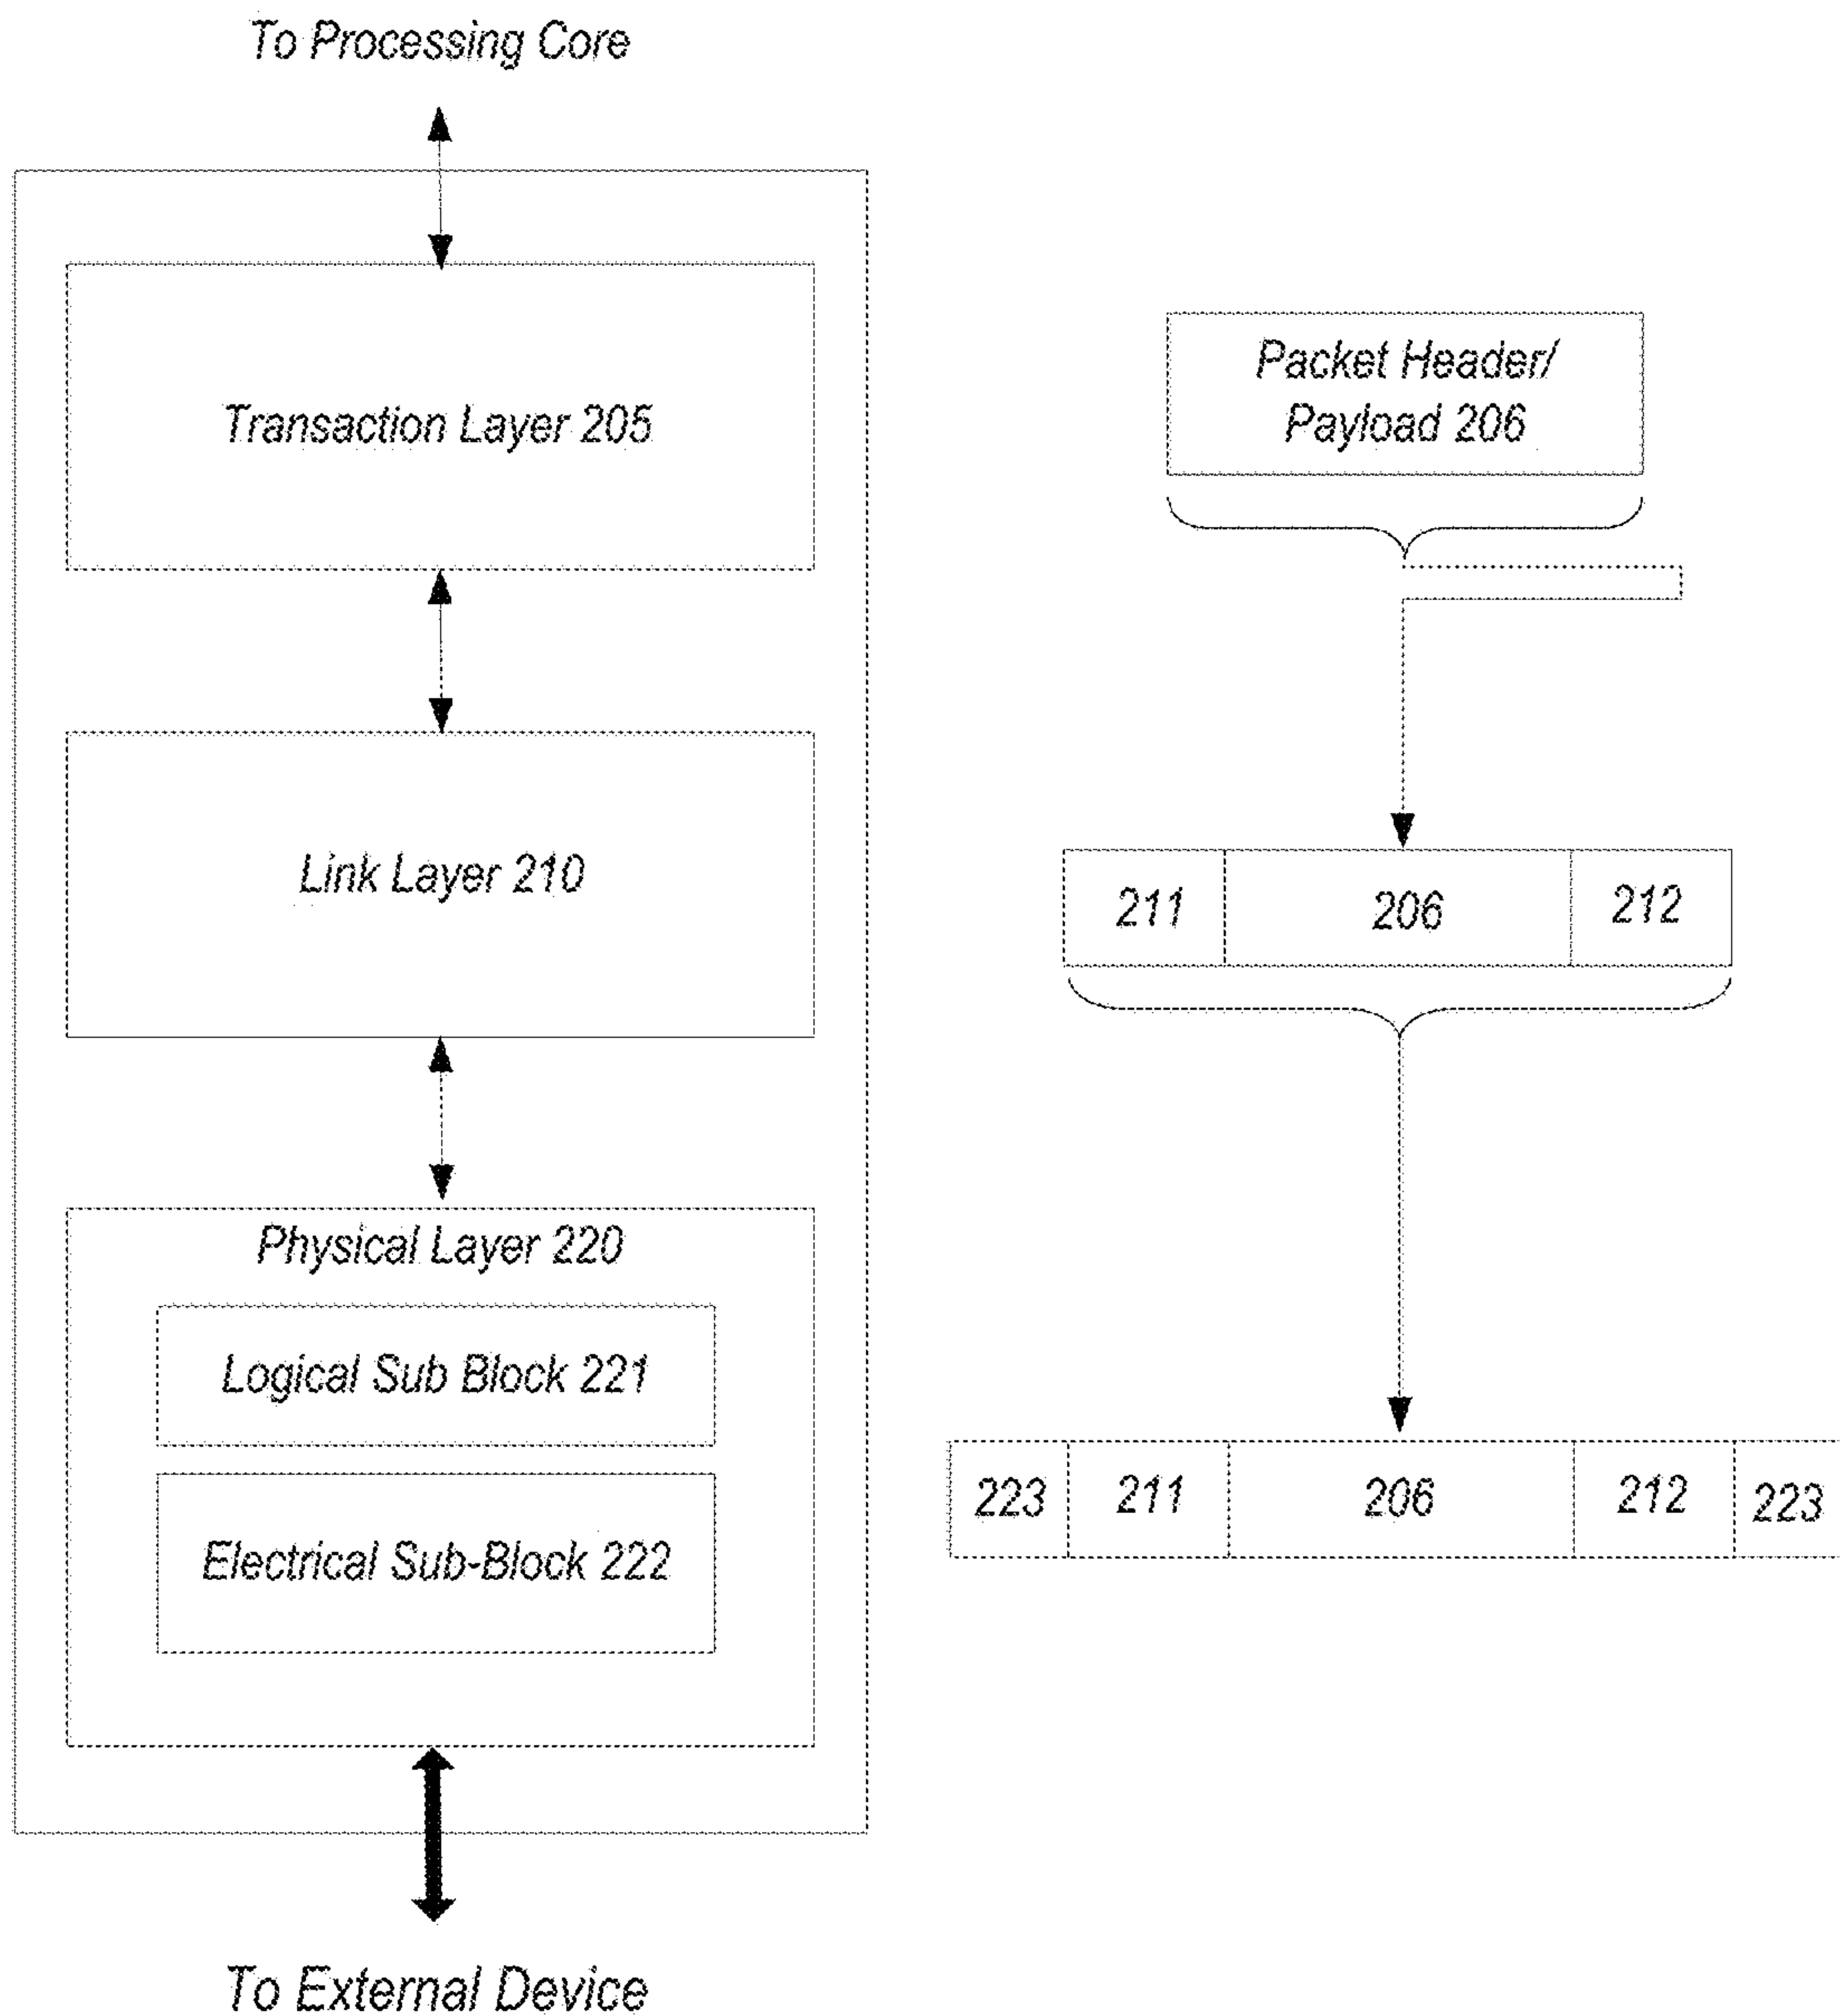 To Processing Core
Transaction Layer 205
Packet Header/
Payload 206
Link Layer 210
211
206
212
Physical Layer 220
Logical Sub Block 221
Electrical Sub-Block 222
223
211
206
212
223
To External Device